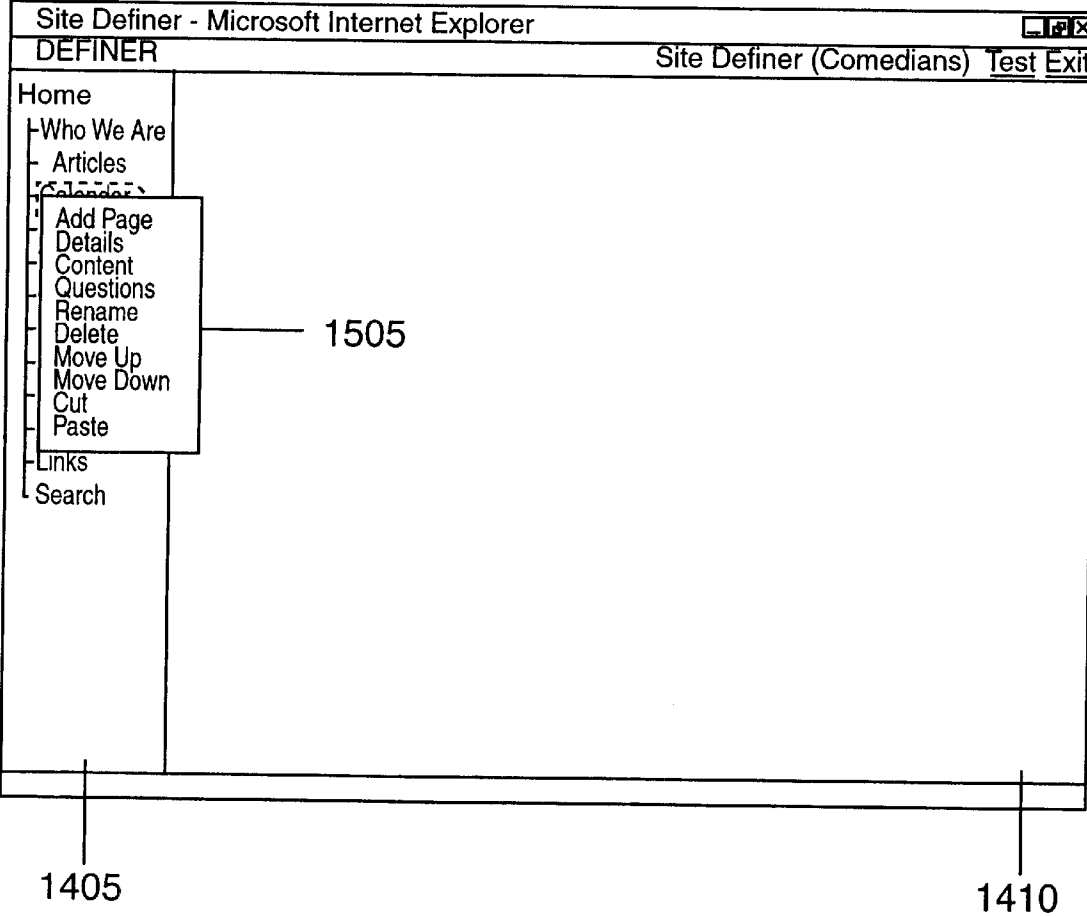 Site Definer - Microsoft Internet Explorer
DEFINER
Site Definer (Comedians) Test Exit
Home
Who We Are
Articles
Calendar
Add Page
Details
Content
Questions
Rename
Delete
Move Up
Move Down
Cut
Paste
Links
Search
1505
1405
1410